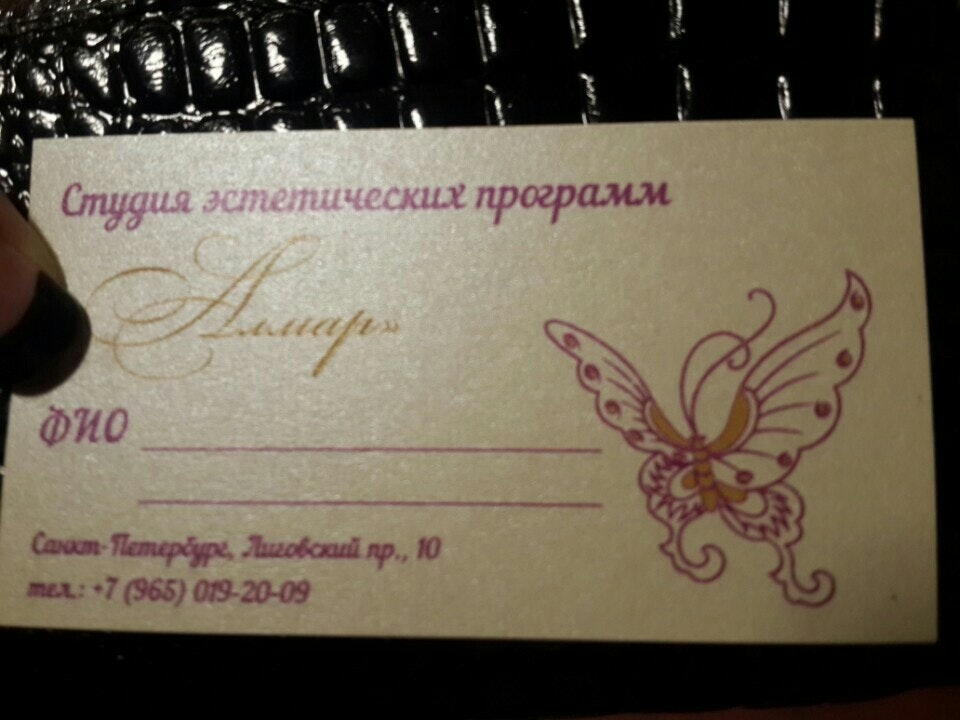 Студия эстетических программ
Алмар»
ФИО
Санкт-Петербург, Лиговский пр., 10
тел.: +7 (965) 019-20-09